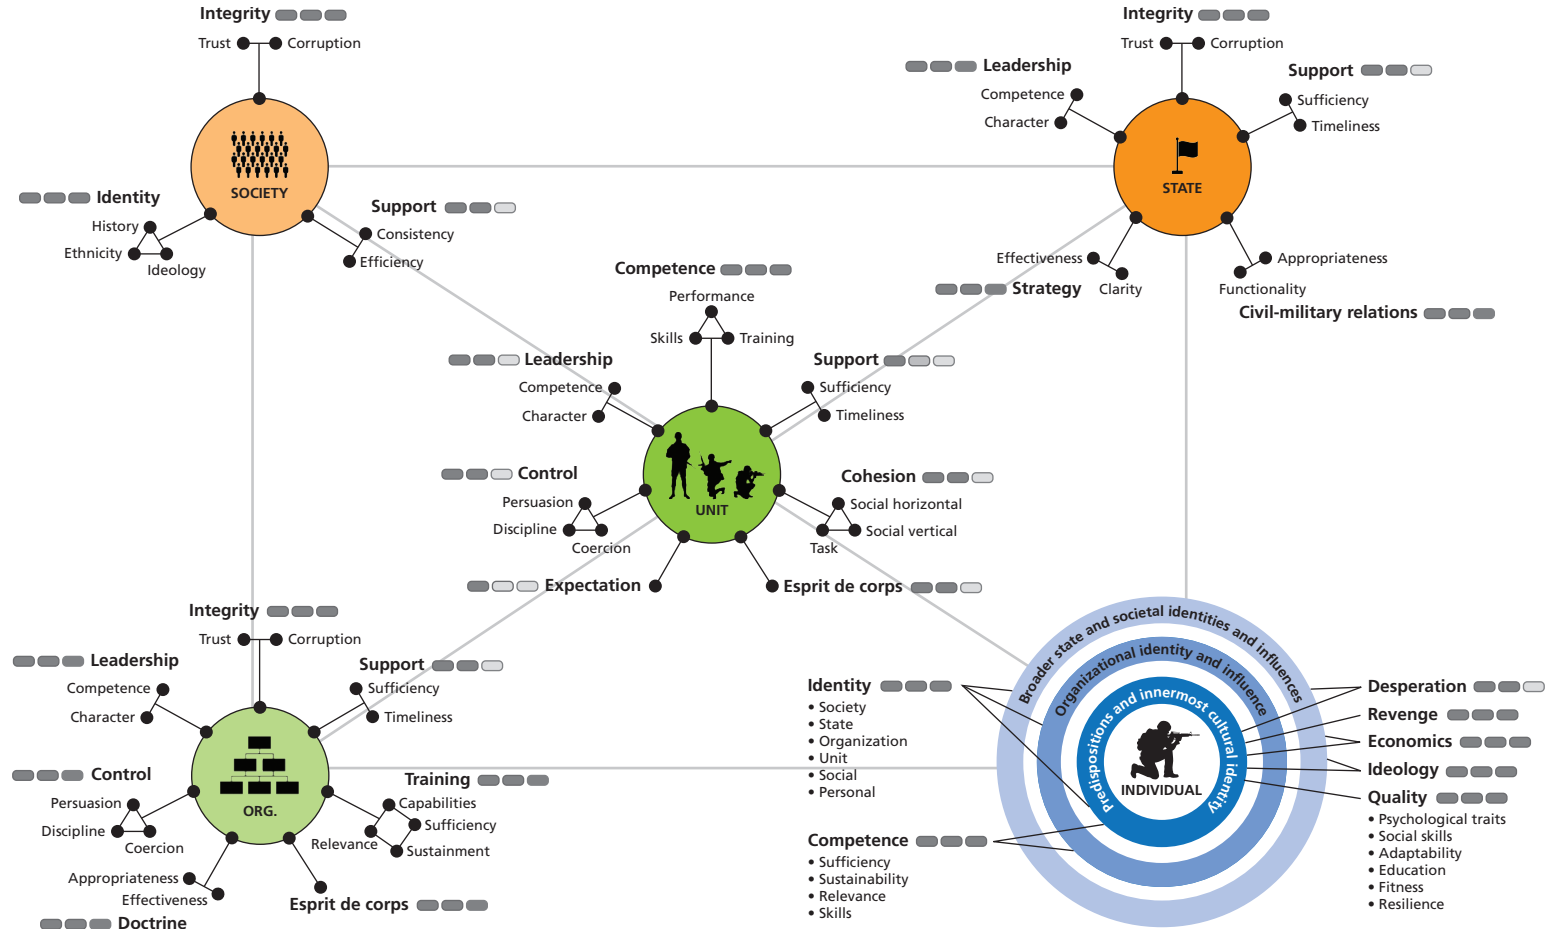 Integrity
Trust
Corruption
SOCIETY
Identity
History
Ethnicity
Ideology
Support
Consistency
Efficiency
Integrity
Trust
Corruption
Leadership
Competence
Character
Support
Sufficiency
Timeliness
STATE
Effectiveness
Clarity
Strategy
Appropriateness
Functionality
Civil-military relations
Competence
Performance
Skills
Training
Leadership
Competence
Character
Support
Sufficiency
Timeliness
UNIT
Control
Persuasion
Discipline
Coercion
Cohesion
Social horizontal
Social vertical
Task
Expectation
Esprit de corps
Integrity
Trust
Corruption
Leadership
Competence
Character
Support
Sufficiency
Timeliness
ORG.
Control
Persuasion
Discipline
Coercion
Training
Capabilities
Sufficiency
Relevance
Sustainment
Appropriateness
Effectiveness
Doctrine
Esprit de corps
Broader state and societal identities and influences
Organizational identity and influence
Predispositions and innermost cultural identity
INDIVIDUAL
Identity
• Society
• State
• Organization
• Unit
• Social
• Personal
Competence
• Sufficiency
• Sustainability
• Relevance
• Skills
Desperation
Revenge
Economics
Ideology
Quality
• Psychological traits
• Social skills
• Adaptability
• Education
• Fitness
• Resilience